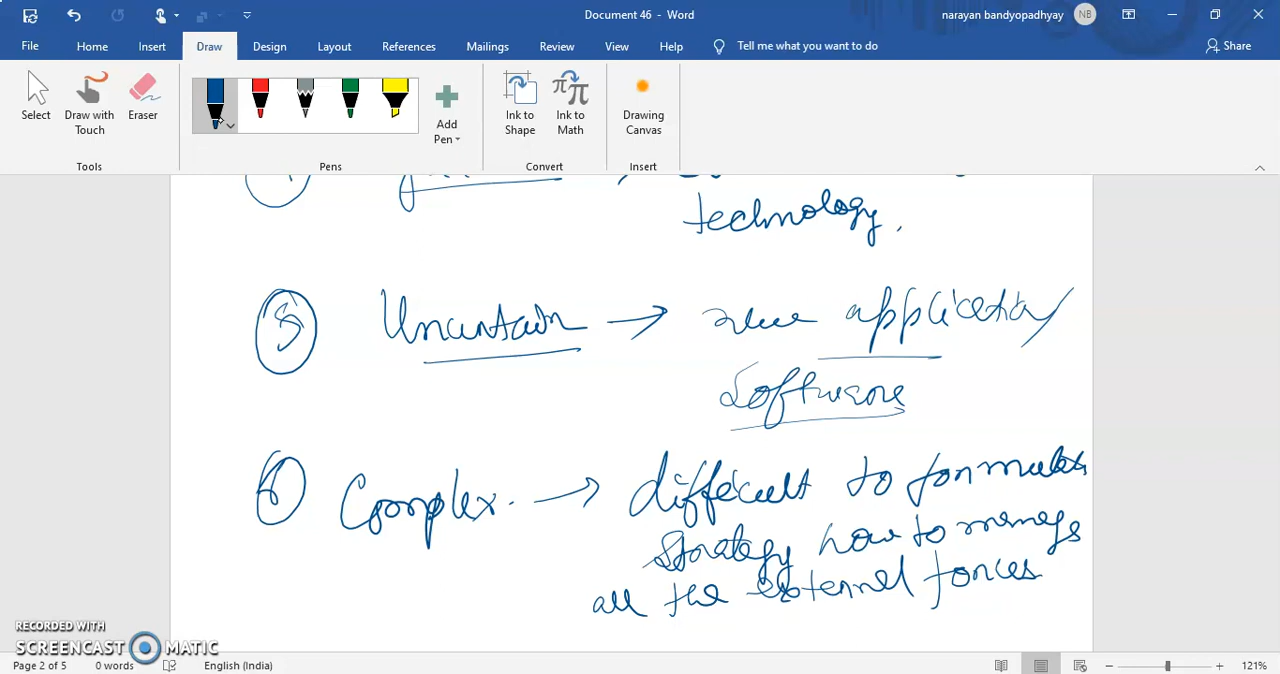 Document 46 - Word
narayan bandyopadhyay NB
File Home Insert Draw Design Layout References Mailings Review View Help Tell me what you want to do Share
Select Draw with Touch Eraser Add Pen Ink to Shape Ink to Math Drawing Canvas
Tools Pens Convert Insert
technology.
5 Uncertain → new application
Software
6 Complex. → difficult to formulate
strategy how to manage
all the external forces
RECORDED WITH
SCREENCAST MATIC
Page 2 of 5 0 words English (India) 121%